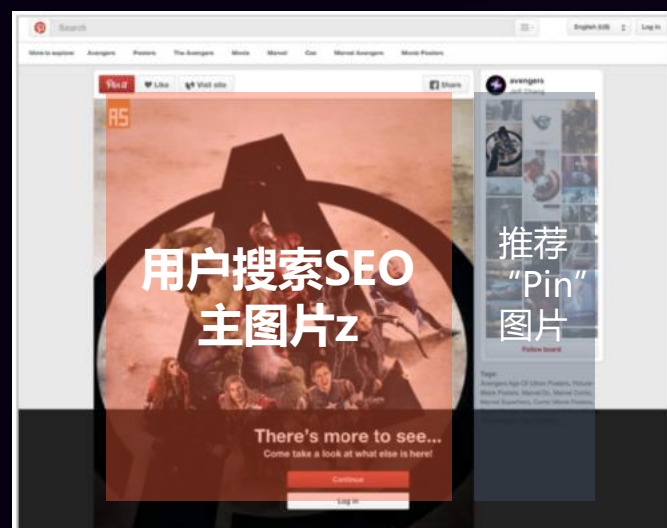 Search
English (US)
Log in
More to explore
Avengers
Posters
The Avengers
Movie
Marvel
Marvel Avengers
Movie Posters
Pin it
Like
Visit site
Share
avengers
AS
用户搜索SEO
主图片z
推荐
“Pin”
图片
Follow board
Tags:
There's more to see...
Come take a look at what else is here!
Continue
Log in